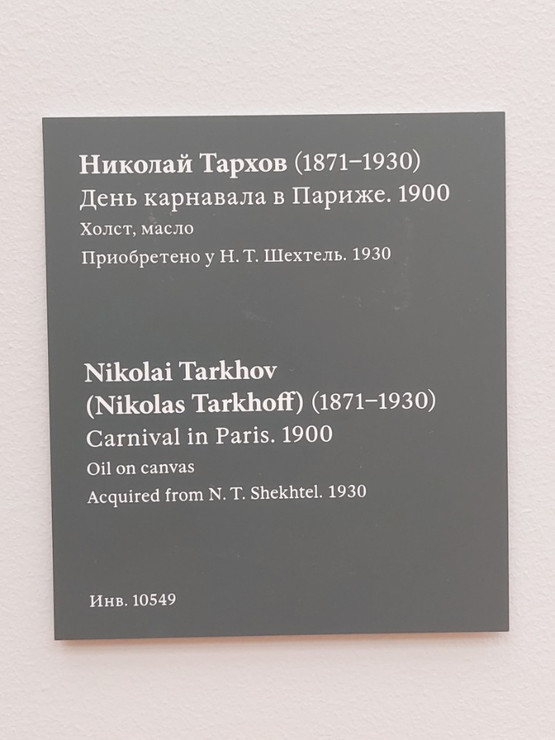 Николай Тархов (1871–1930)
День карнавала в Париже. 1900
Холст, масло
Приобретено у Н. Т. Шехтель. 1930
Nikolai Tarkhov
(Nikolas Tarkhoff) (1871–1930)
Carnival in Paris. 1900
Oil on canvas
Acquired from N. T. Shekhtel. 1930
Инв. 10549